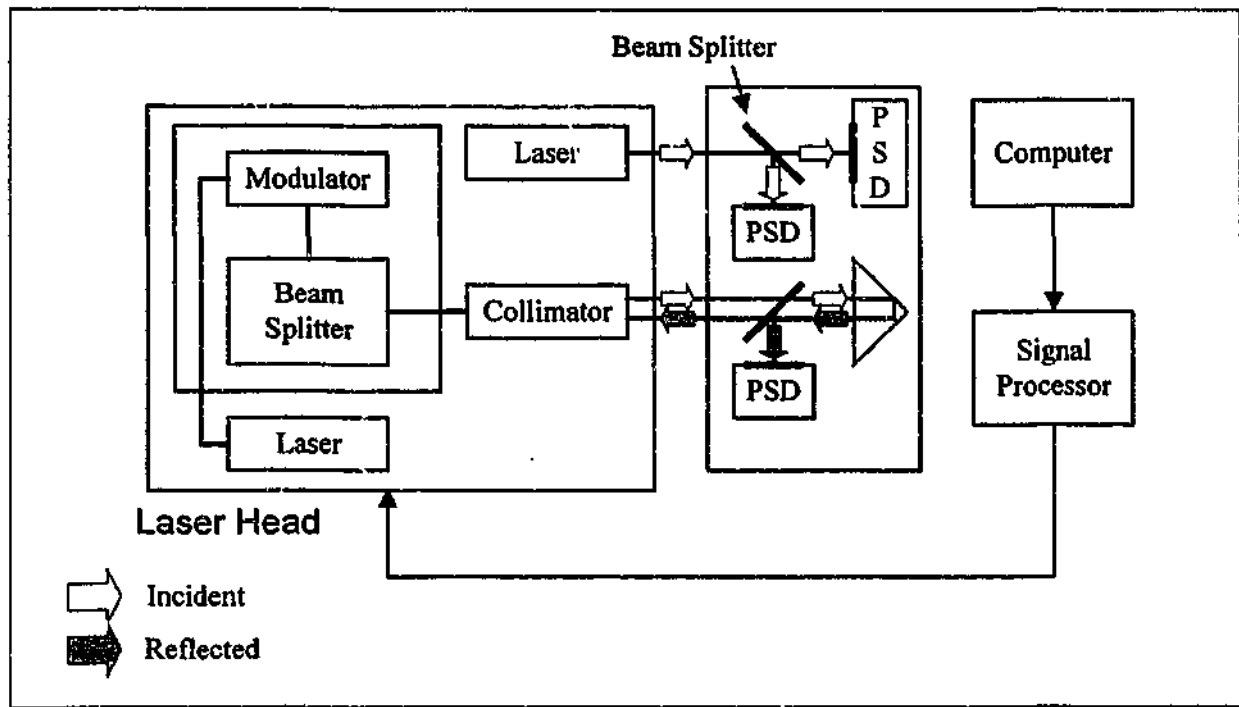 Beam Splitter
Laser
P
S
D
Computer
Modulator
PSD
Beam
Splitter
Collimator
Signal
Processor
PSD
Laser
Laser Head
Incident
Reflected